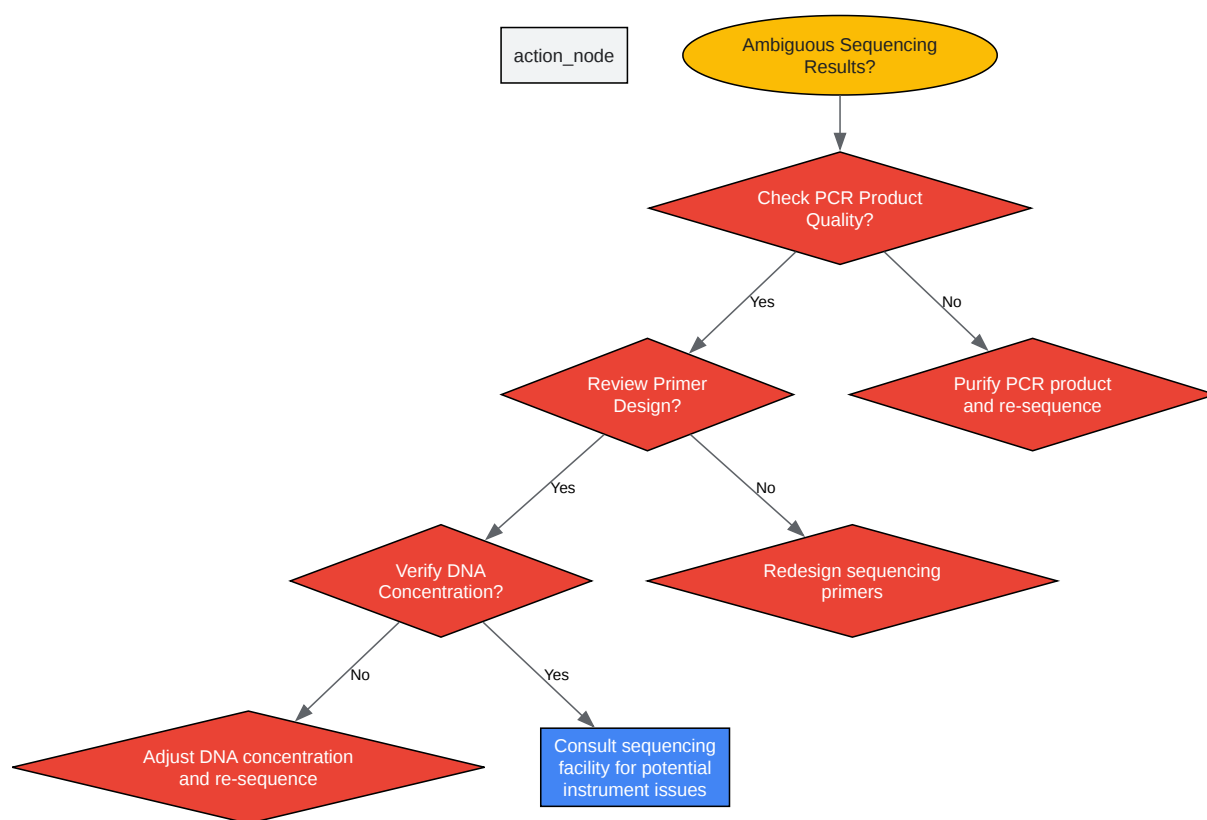 action_node
Ambiguous Sequencing
Results?
Check PCR Product
Quality?
Yes
No
Review Primer
Design?
Purify PCR product
and re-sequence
Yes
No
Verify DNA
Concentration?
Redesign sequencing
primers
No
Yes
Adjust DNA concentration
and re-sequence
Consult sequencing
facility for potential
instrument issues